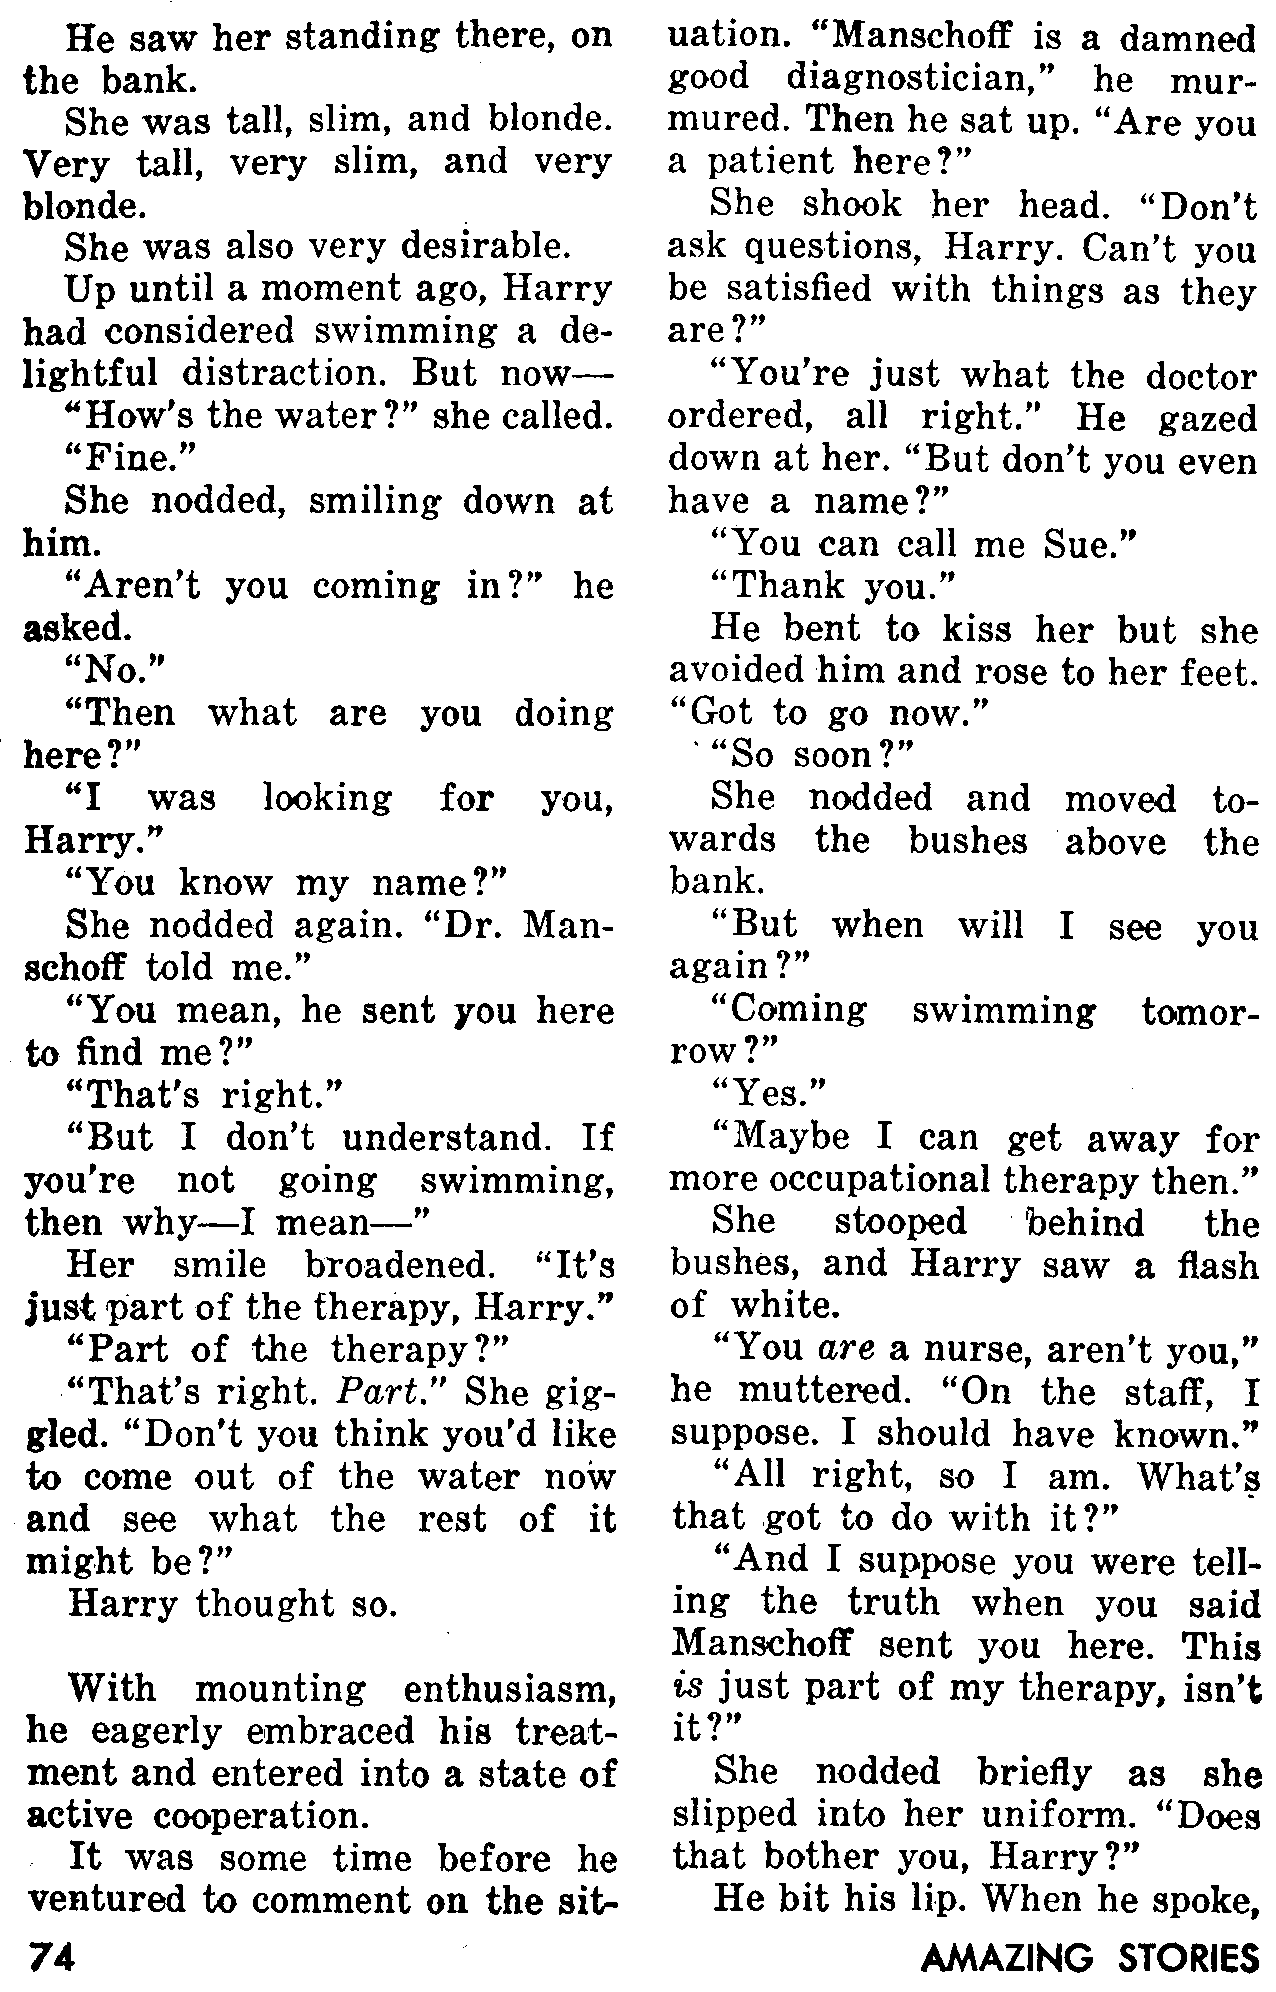 He saw her standing there, on
the bank.
She was tall, slim, and blonde.
Very tall, very slim, and very
blonde.
She was also very desirable.
Up until a moment ago, Harry
had considered swimming a de-
lightful distraction. But now—
“How's the water?” she called.
“Fine.”
She nodded, smiling down at
him.
“Aren't you coming in?” he
asked.
“No.”
“Then what are you doing
here?”
“I was looking for you,
Harry.”
“You know my name?”
She nodded again. “Dr. Man-
schoff told me.”
“You mean, he sent you here
to find me?”
“That's right.”
“But I don't understand. If
you're not going swimming,
then why—I mean—”
Her smile broadened. “It's
just part of the therapy, Harry.”
“Part of the therapy?”
“That's right. Part.” She gig-
gled. “Don't you think you'd like
to come out of the water now
and see what the rest of it
might be?”
Harry thought so.
With mounting enthusiasm,
he eagerly embraced his treat-
ment and entered into a state of
active cooperation.
It was some time before he
ventured to comment on the sit-
uation. “Manschoff is a damned
good diagnostician,” he mur-
mured. Then he sat up. “Are you
a patient here?”
She shook her head. “Don't
ask questions, Harry. Can't you
be satisfied with things as they
are?”
“You're just what the doctor
ordered, all right.” He gazed
down at her. “But don't you even
have a name?”
“You can call me Sue.”
“Thank you.”
He bent to kiss her but she
avoided him and rose to her feet.
“Got to go now.”
“So soon?”
She nodded and moved to-
wards the bushes above the
bank.
“But when will I see you
again?”
“Coming swimming tomor-
row?”
“Yes.”
“Maybe I can get away for
more occupational therapy then.”
She stooped behind the
bushes, and Harry saw a flash
of white.
“You are a nurse, aren't you,”
he muttered. “On the staff, I
suppose. I should have known.”
“All right, so I am. What's
that got to do with it?”
“And I suppose you were tell-
ing the truth when you said
Manschoff sent you here. This
is just part of my therapy, isn't
it?”
She nodded briefly as she
slipped into her uniform. “Does
that bother you, Harry?”
He bit his lip. When he spoke,
74
AMAZING STORIES